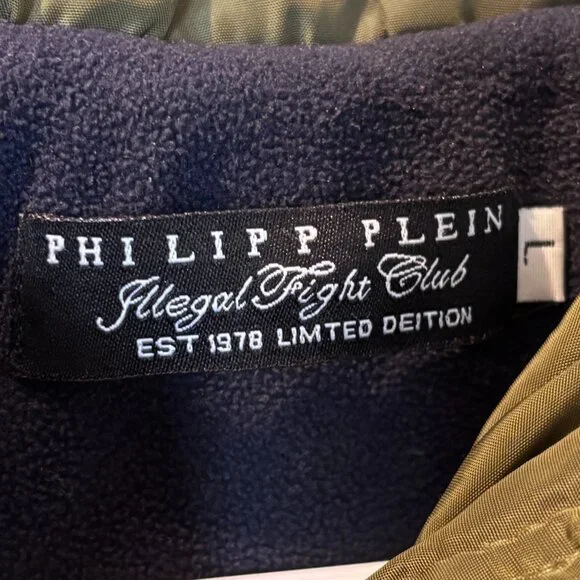 PHILIPP PLEIN
Illegal Fight Club
EST 1978 LIMTED DEITION
L